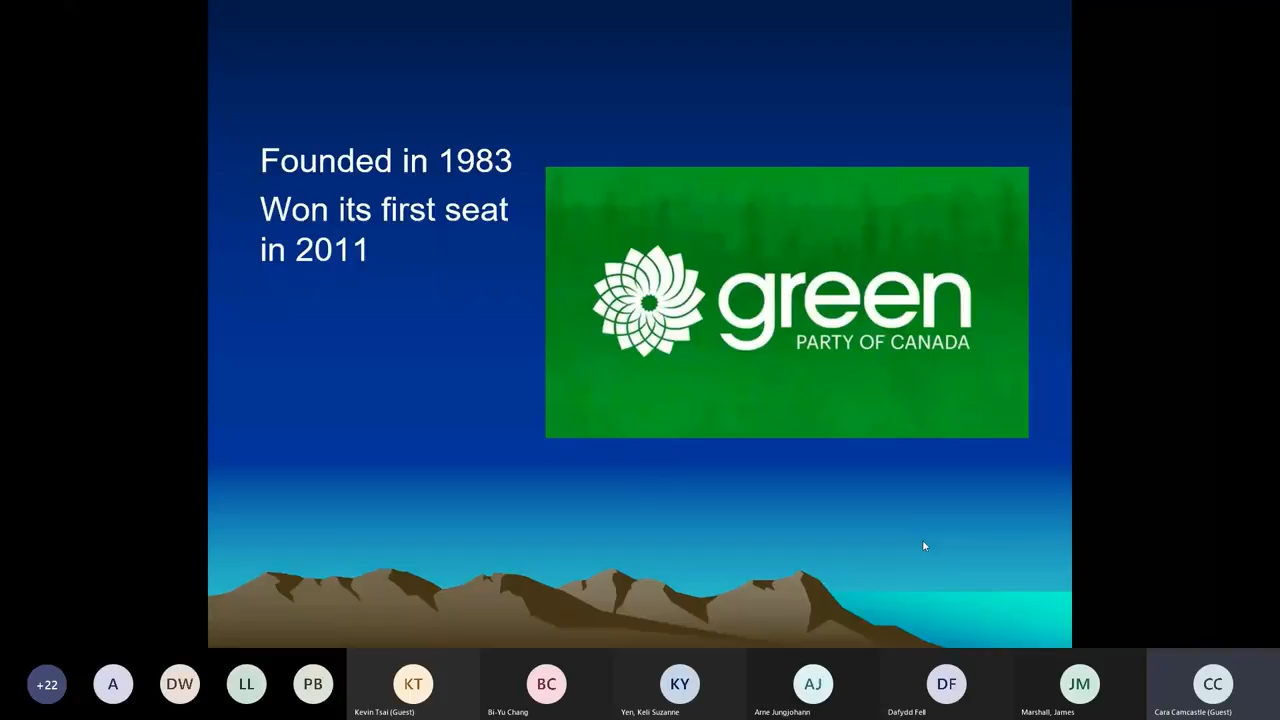 Founded in 1983
Won its first seat
in 2011
green
PARTY OF CANADA
+22
A
DW
LL
PB
KT
BC
KY
AJ
DF
JM
CC
Kevin Tsai (Guest)
Bi-Yu Chang
Yen, Keli Suzanne
Arne Jungjohann
Dafydd Fell
Marshall, James
Cara Camcastle (Guest)